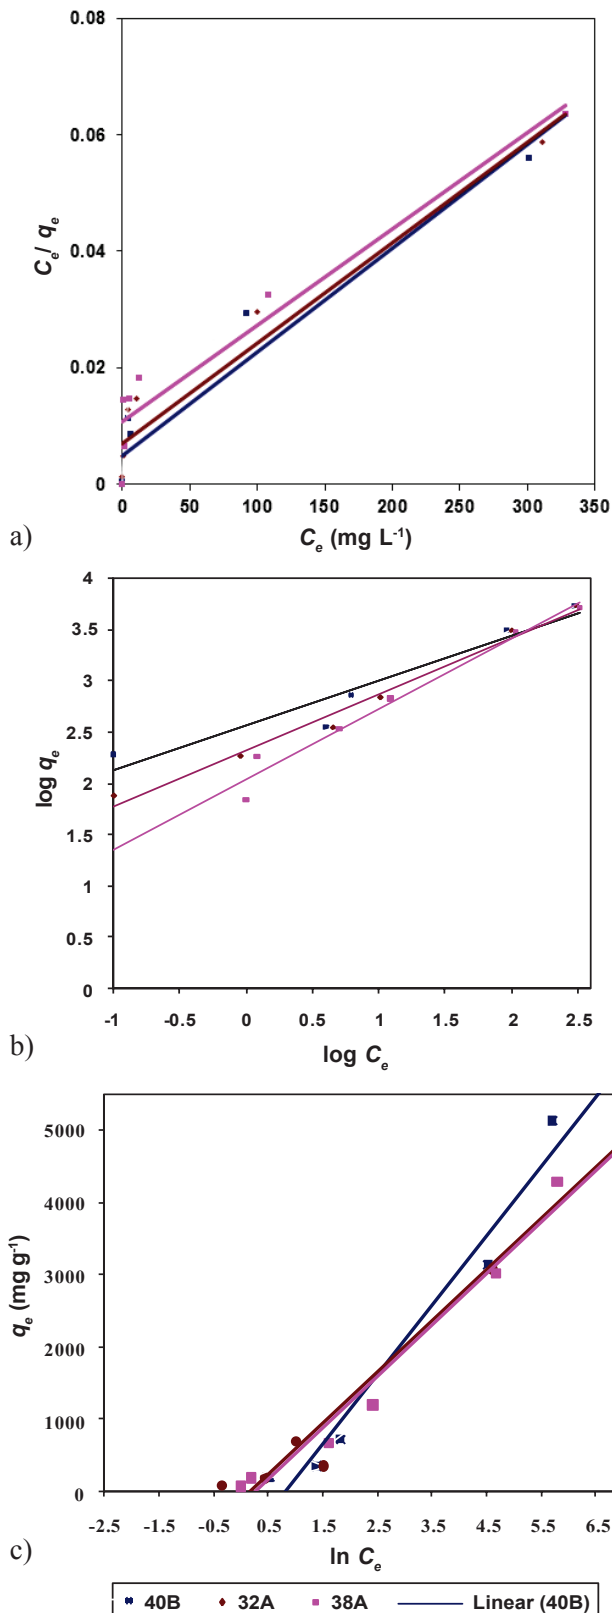 0.08
0.06
0.04
0.02
0
Ce/ qe
0 50 100 150 200 250 300 350
a)
Ce (mg L-1)
4
3.5
3
2.5
2
1.5
1
0.5
0
log qe
-1 -0.5 0 0.5 1 1.5 2 2.5
b)
log Ce
5000
4000
3000
2000
1000
0
qe (mg g-1)
-2.5 -1.5 -0.5 0.5 1.5 2.5 3.5 4.5 5.6
c)
ln Ce
40B 32A 38A Linear (40B)